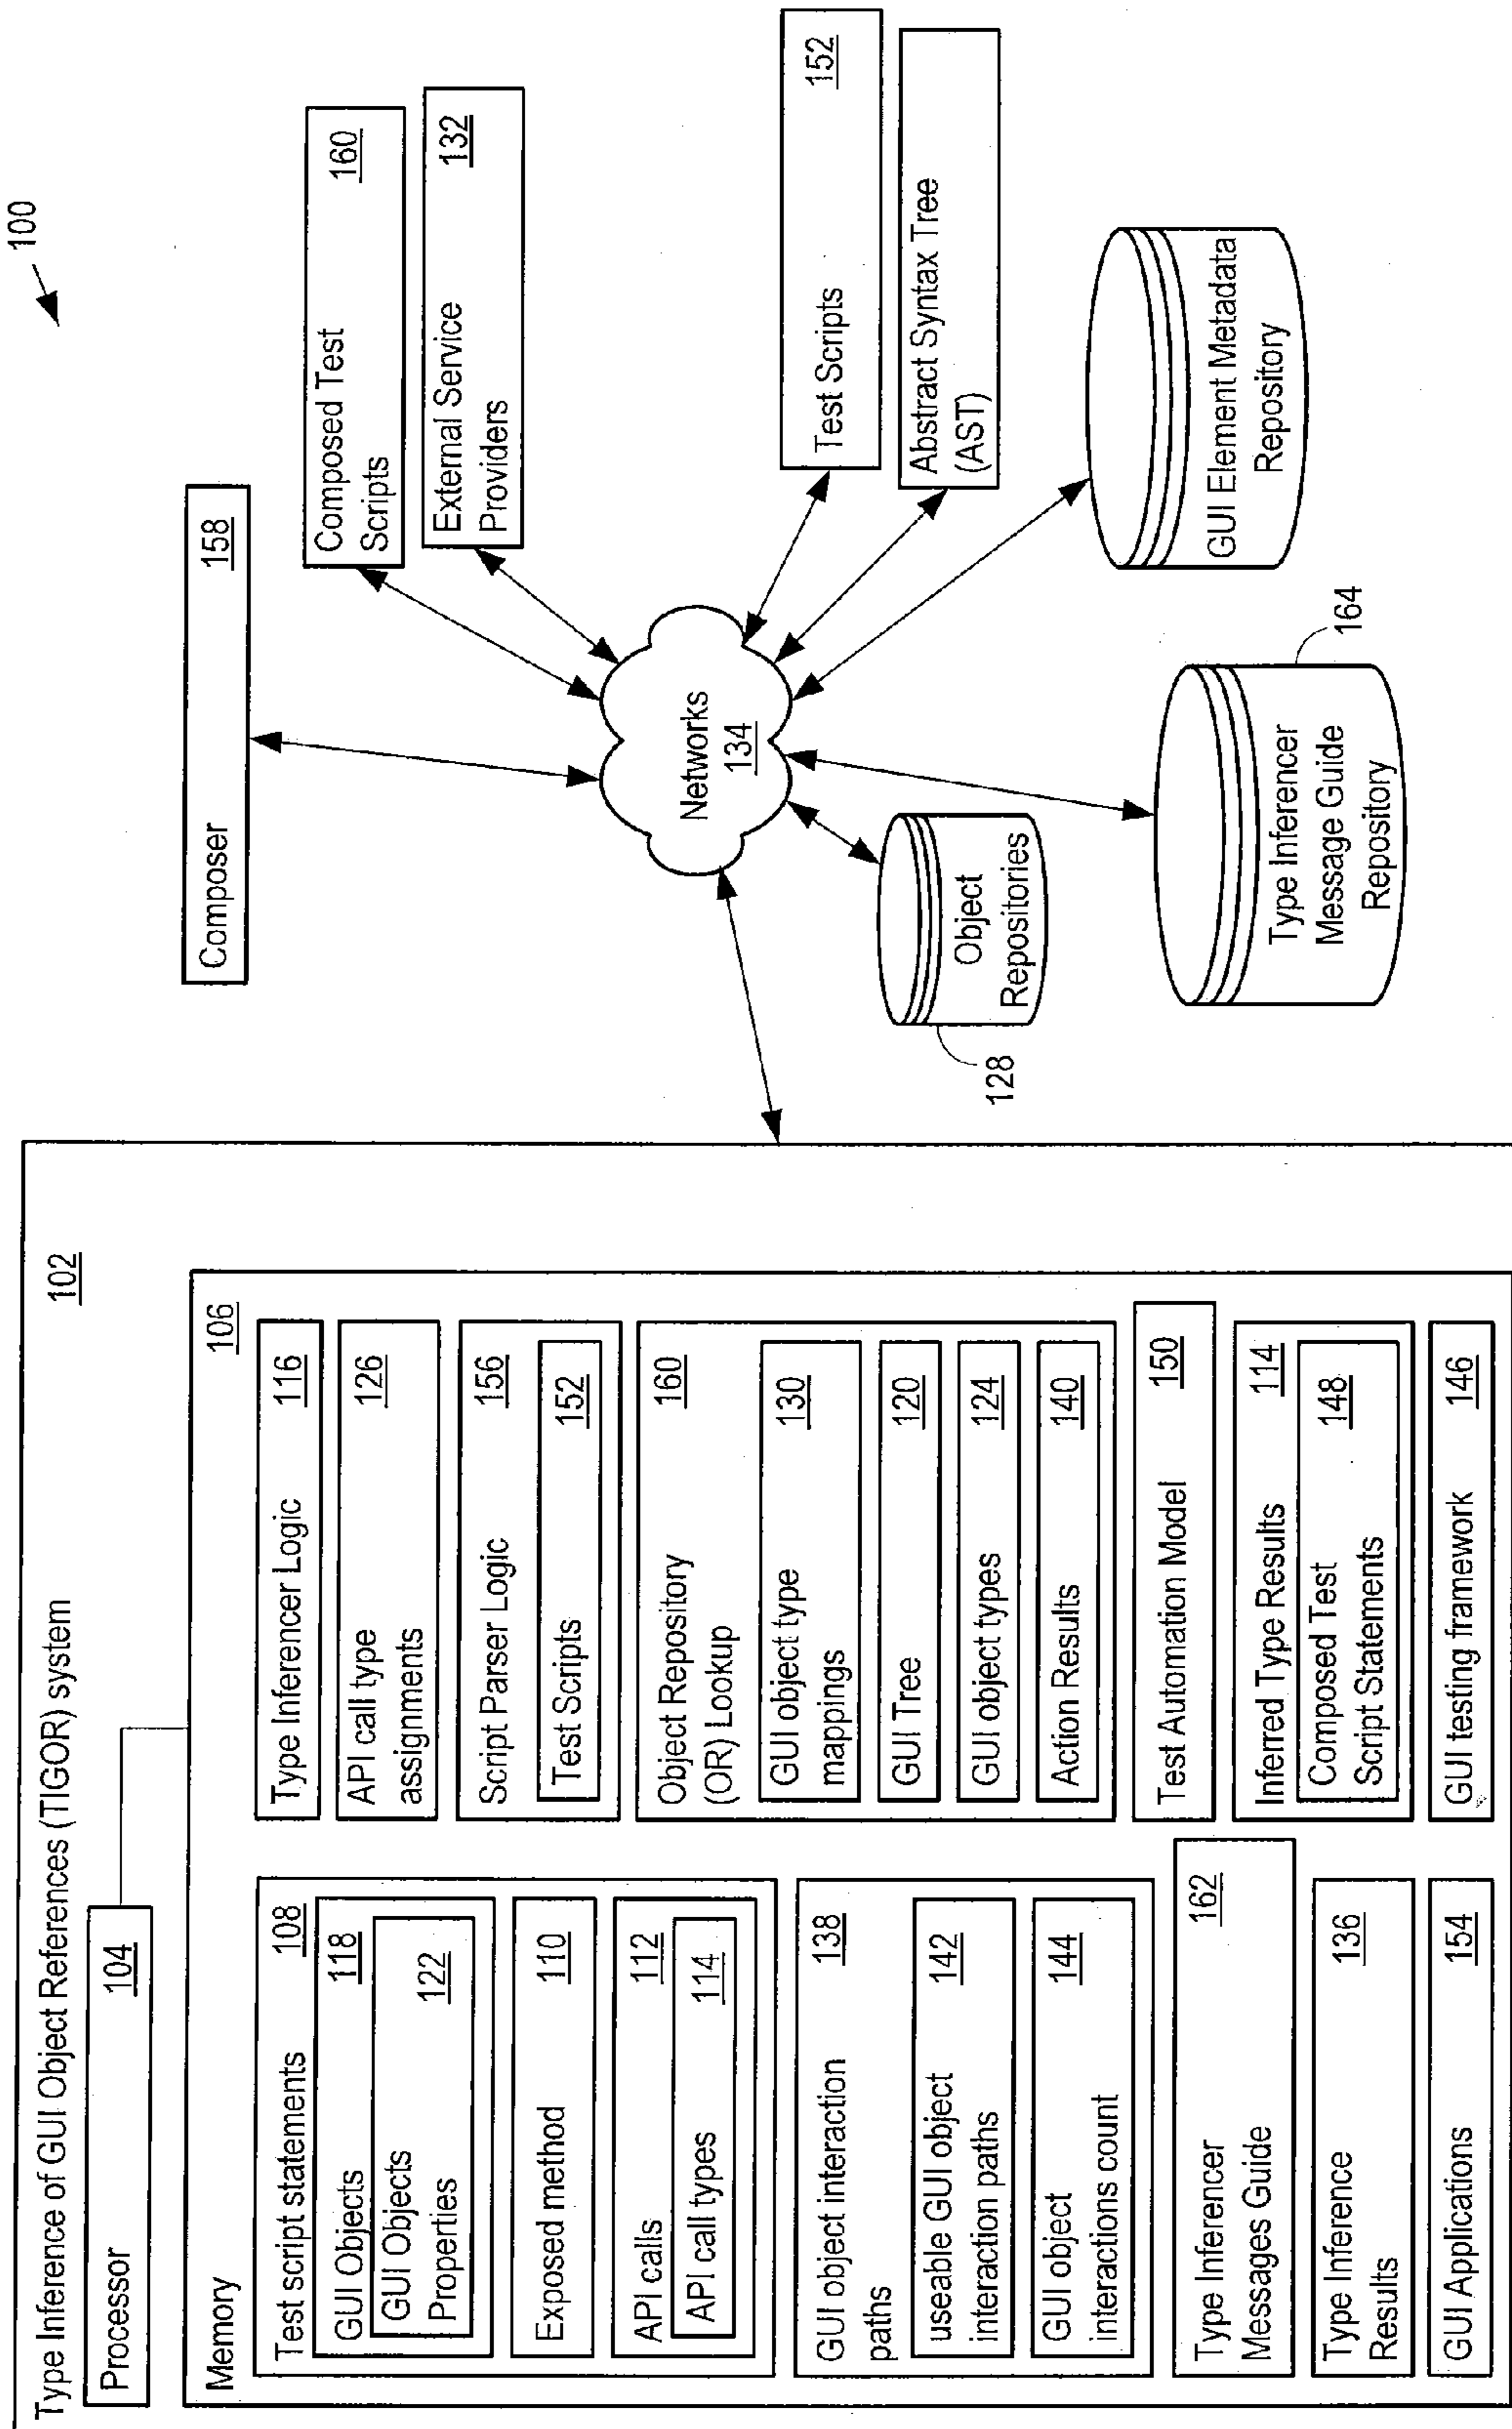 100
Type Inference of GUI Object References (TIGOR) system
102
Processor
104
Memory
106
Test script statements
108
GUI Objects
118
GUI Objects
Properties
122
Exposed method
110
API calls
112
API call types
114
GUI object interaction
paths
138
useable GUI object
interaction paths
142
GUI object
interactions count
144
Type Inferencer
Messages Guide
162
Type Inference
Results
136
GUI Applications
154
Type Inferencer Logic
116
API call type
assignments
126
Script Parser Logic
156
Test Scripts
152
Object Repository
(OR) Lookup
160
GUI object type
mappings
130
GUI Tree
120
GUI object types
124
Action Results
140
Test Automation Model
150
Inferred Type Results
114
Composed Test
Script Statements
148
GUI testing framework
146
Composer
158
Composed Test
Scripts
160
External Service
Providers
132
Networks
134
Test Scripts
152
Abstract Syntax Tree
(AST)
Object
Repositories
128
Type Inferencer
Message Guide
Repository
164
GUI Element Metadata
Repository